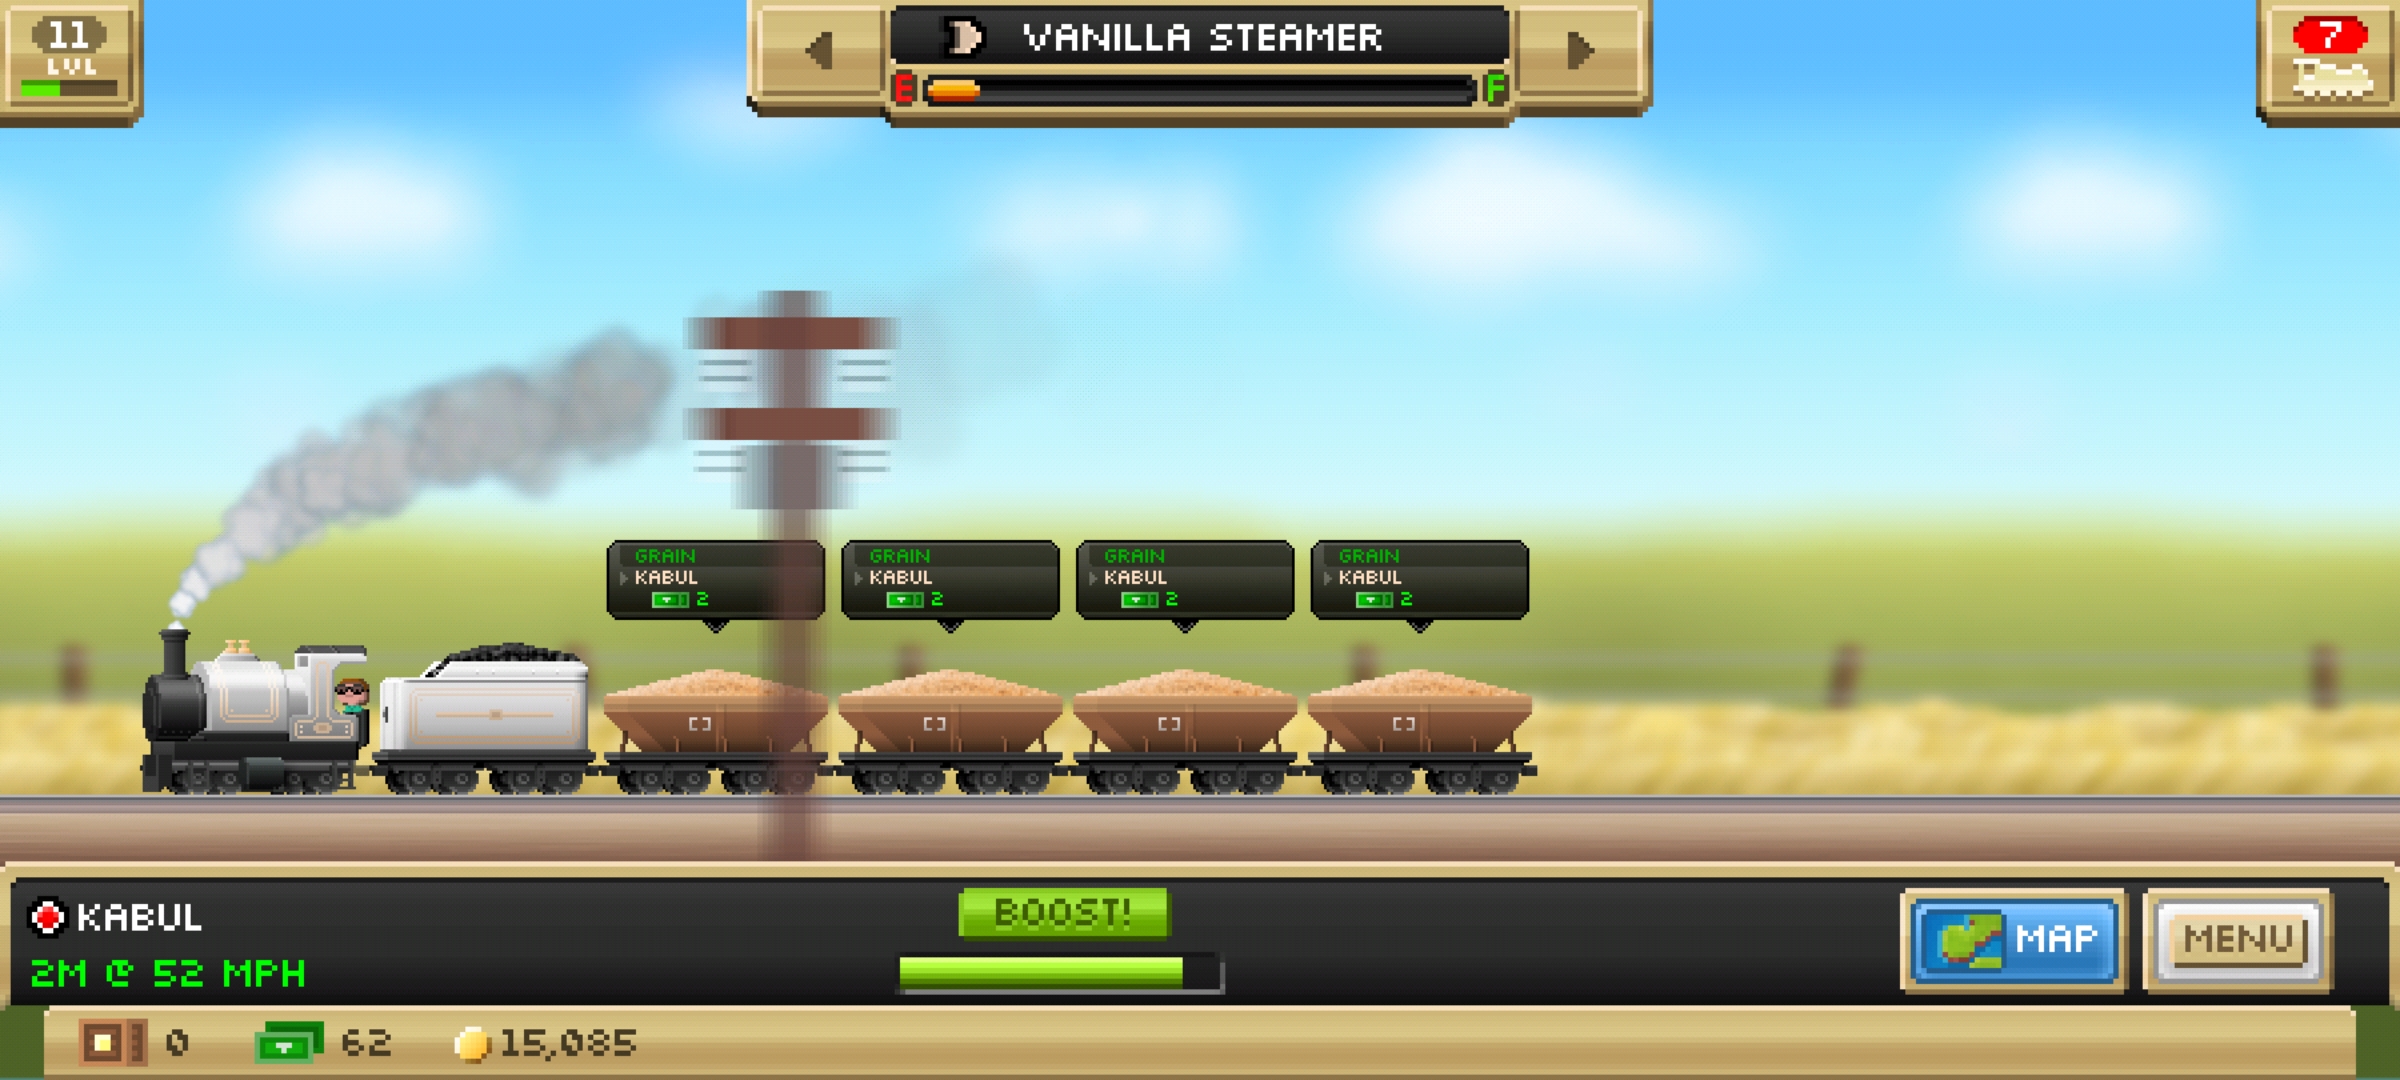 11
LVL
VANILLA STEAMER
E F
7
GRAIN
KABUL
2
GRAIN
KABUL
2
GRAIN
KABUL
2
GRAIN
KABUL
2
KABUL
2M @ 52 MPH
BOOST!
MAP
MENU
0 62 15,085